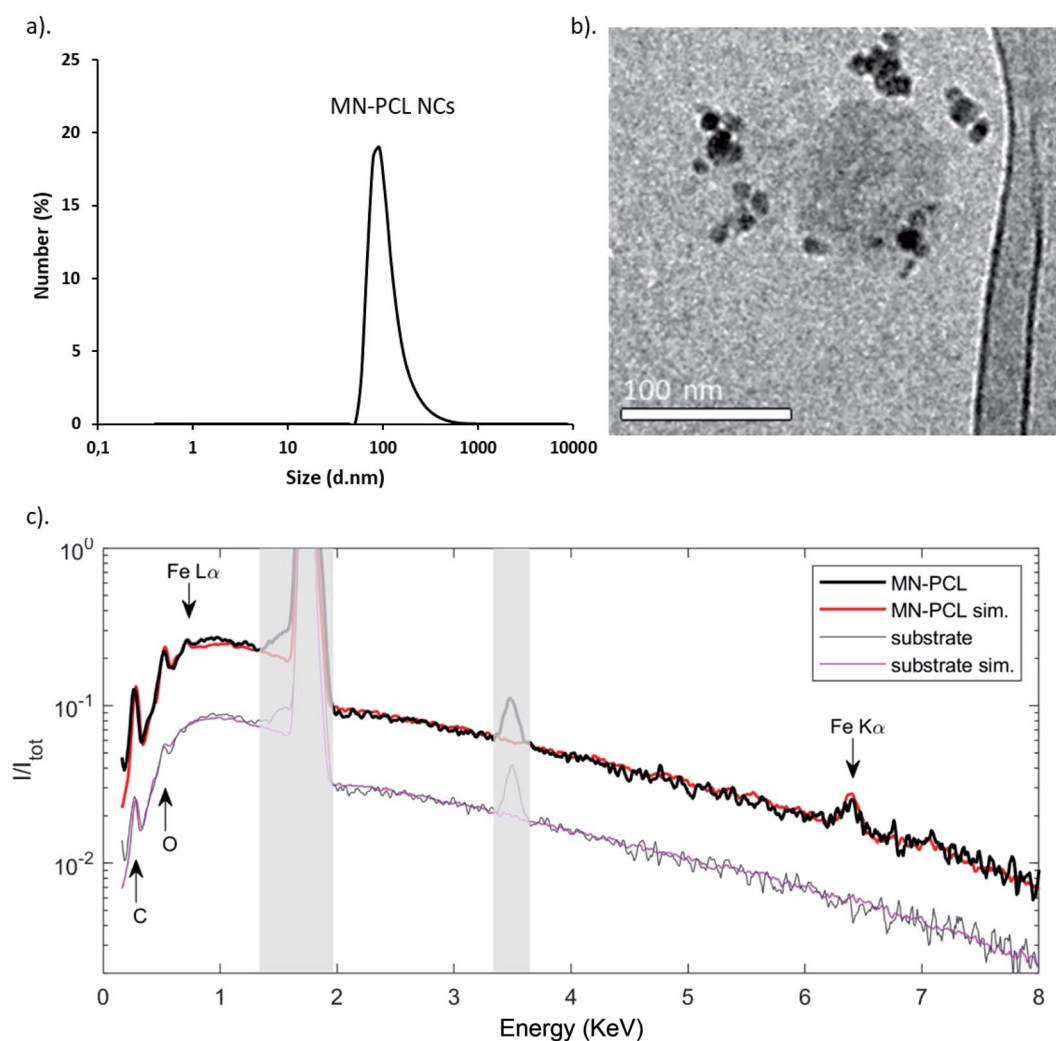 a).
MN-PCL NCs
25
20
15
10
5
0
Number (%)
0,1 1 10 100 1000 10000
Size (d.nm)
b).
100 nm
c).
10⁰
10⁻¹
10⁻²
I/Iₜₒₜ
Fe Lα
O
C
Fe Kα
MN-PCL
MN-PCL sim.
substrate
substrate sim.
0 1 2 3 4 5 6 7 8
Energy (KeV)